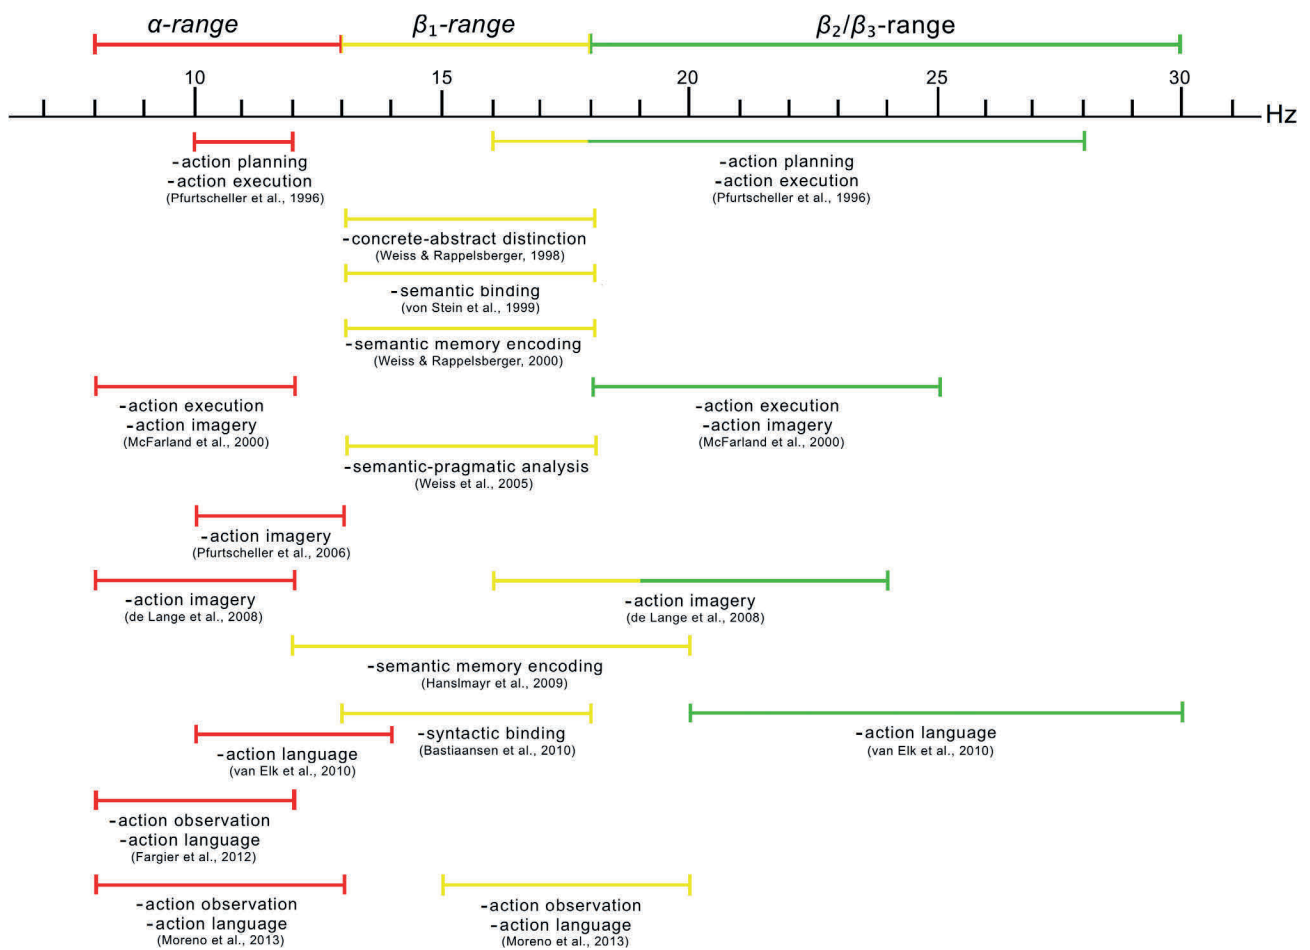 α-range β₁-range β₂/β₃-range
10 15 20 25 30
Hz
-action planning
-action execution
(Pfurtscheller et al., 1996)
-action planning
-action execution
(Pfurtscheller et al., 1996)
-concrete-abstract distinction
(Weiss & Rappelsberger, 1998)
-semantic binding
(von Stein et al., 1999)
-semantic memory encoding
(Weiss & Rappelsberger, 2000)
-action execution
-action imagery
(McFarland et al., 2000)
-action execution
-action imagery
(McFarland et al., 2000)
-semantic-pragmatic analysis
(Weiss et al., 2005)
-action imagery
(Pfurtscheller et al., 2006)
-action imagery
(de Lange et al., 2008)
-action imagery
(de Lange et al., 2008)
-semantic memory encoding
(Hanslmayr et al., 2009)
-syntactic binding
(Bastiaansen et al., 2010)
-action language
(van Elk et al., 2010)
-action language
(van Elk et al., 2010)
-action observation
-action language
(Fargier et al., 2012)
-action observation
-action language
(Moreno et al., 2013)
-action observation
-action language
(Moreno et al., 2013)